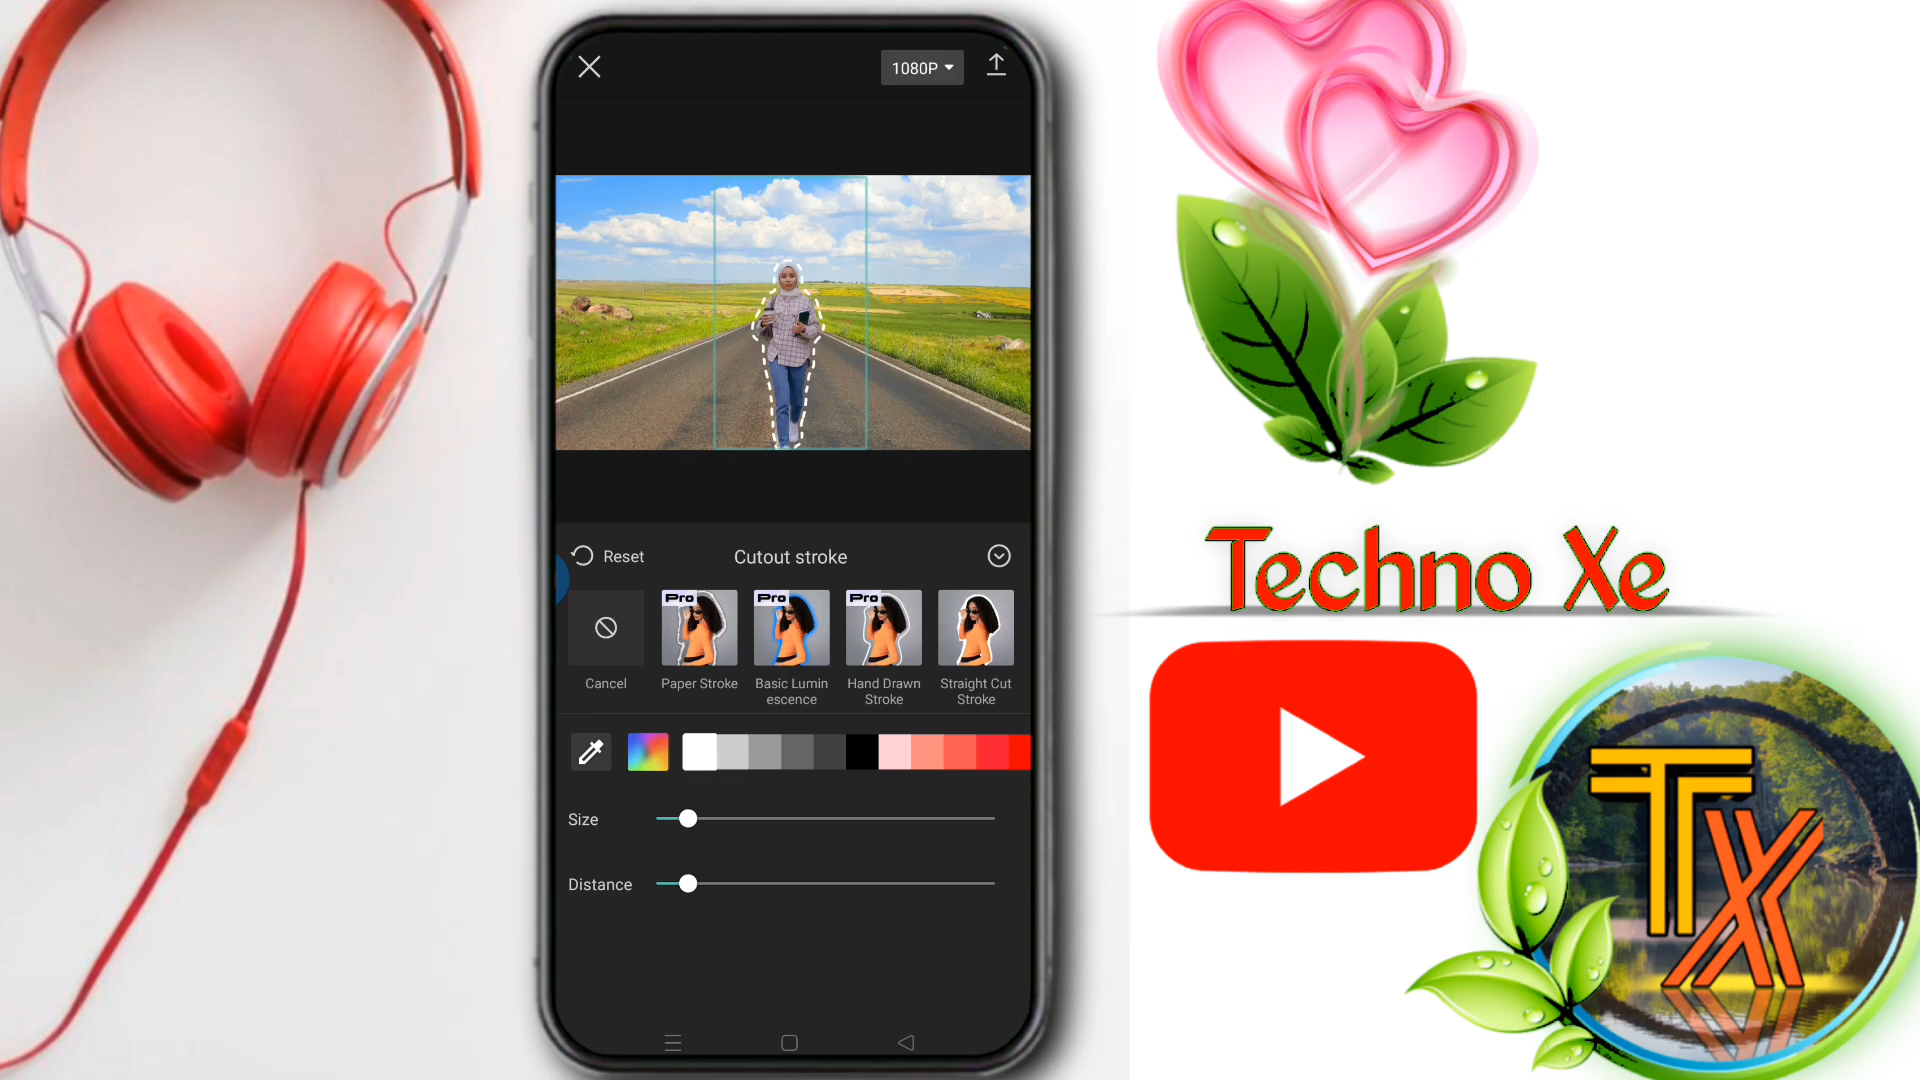 1080P
Reset
Cutout stroke
Pro
Pro
Pro
Cancel
Paper Stroke
Basic Lumin
escence
Hand Drawn
Stroke
Straight Cut
Stroke
Size
Distance
Techno Xe
TX